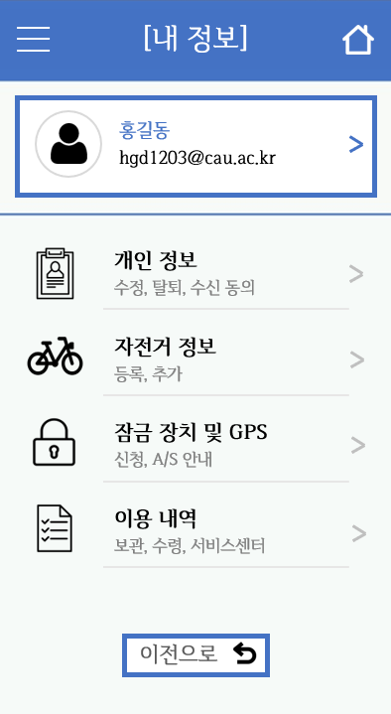 [내 정보]
홍길동
hgd1203@cau.ac.kr
>
개인 정보
수정, 탈퇴, 수신 동의
>
자전거 정보
등록, 추가
>
잠금 장치 및 GPS
신청, A/S 안내
>
이용 내역
보관, 수령, 서비스센터
>
이전으로